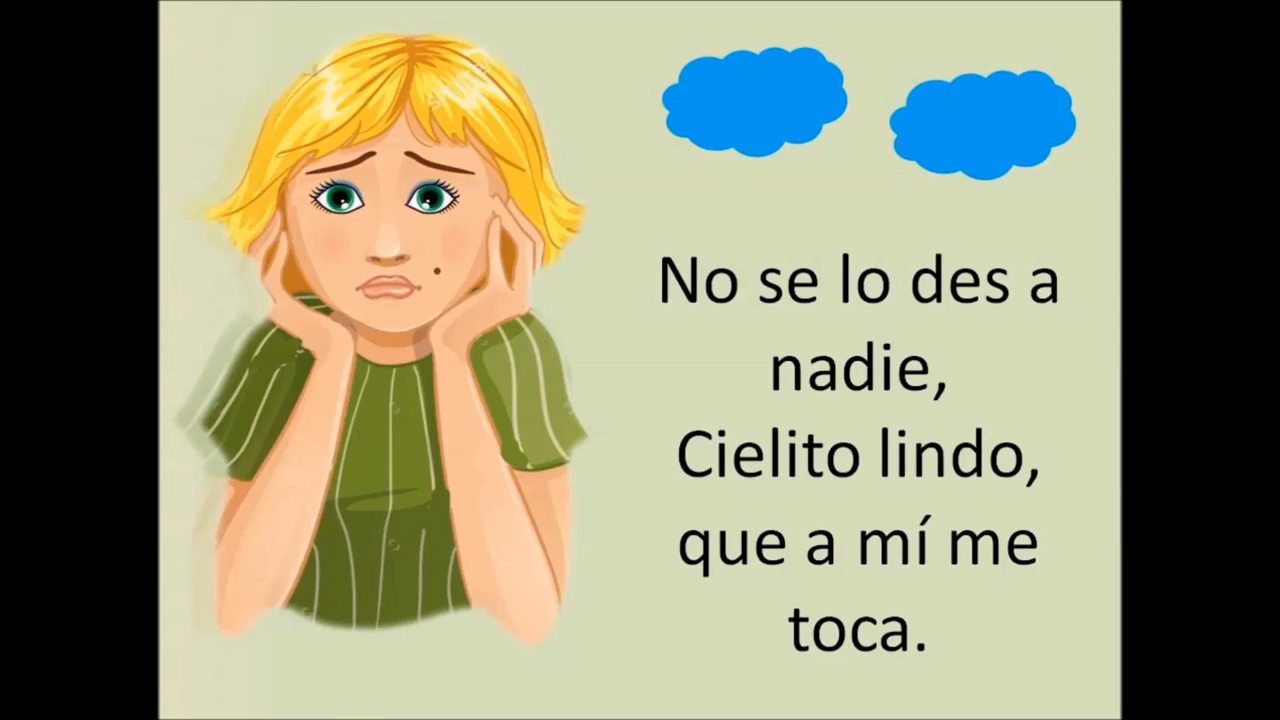 No se lo des a
nadie,
Cielito lindo,
que a mí me
toca.